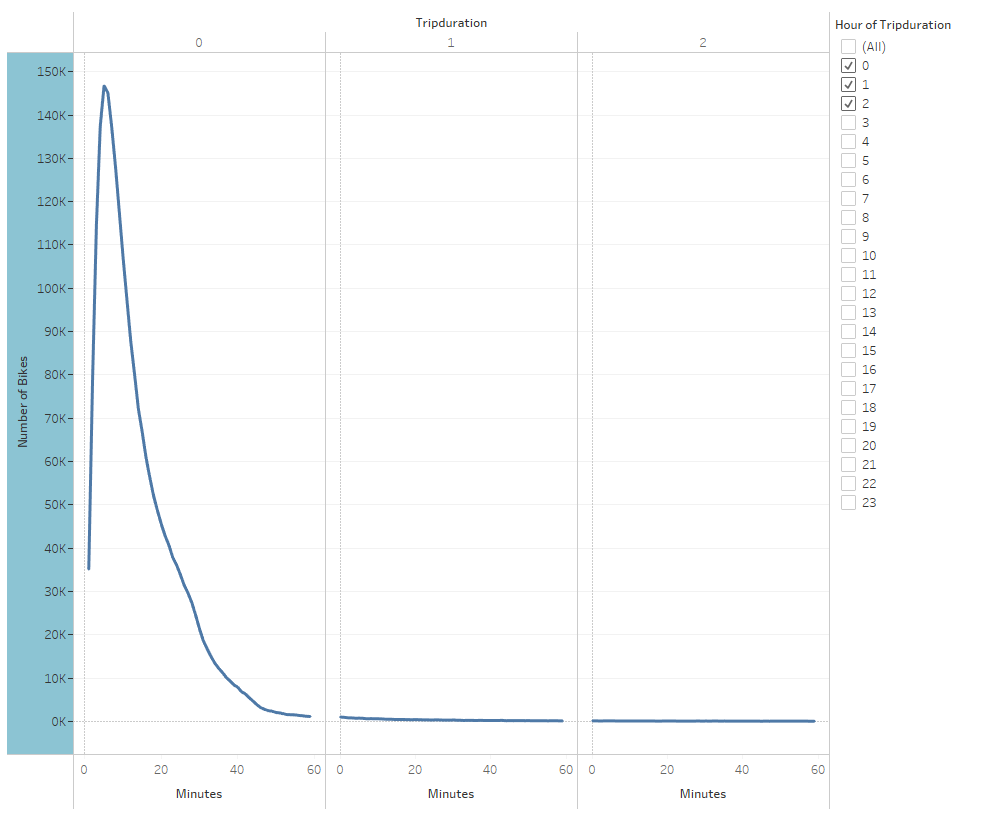 Tripduration
0 1 2
150K
140K
130K
120K
110K
100K
90K
80K
70K
60K
50K
40K
30K
20K
10K
0K
Number of Bikes
0 20 40 60 0 20 40 60 0 20 40 60
Minutes Minutes Minutes
Hour of Tripduration
(All)
0
1
2
3
4
5
6
7
8
9
10
11
12
13
14
15
16
17
18
19
20
21
22
23